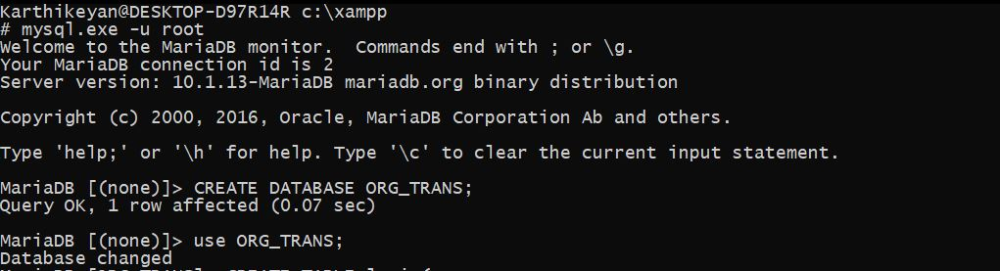 Karthikeyan@DESKTOP-D97R14R c:\xampp
# mysql.exe -u root
Welcome to the MariaDB monitor.  Commands end with ; or \g.
Your MariaDB connection id is 2
Server version: 10.1.13-MariaDB mariadb.org binary distribution

Copyright (c) 2000, 2016, Oracle, MariaDB Corporation Ab and others.

Type 'help;' or '\h' for help. Type '\c' to clear the current input statement.

MariaDB [(none)]> CREATE DATABASE ORG_TRANS;
Query OK, 1 row affected (0.07 sec)

MariaDB [(none)]> use ORG_TRANS;
Database changed